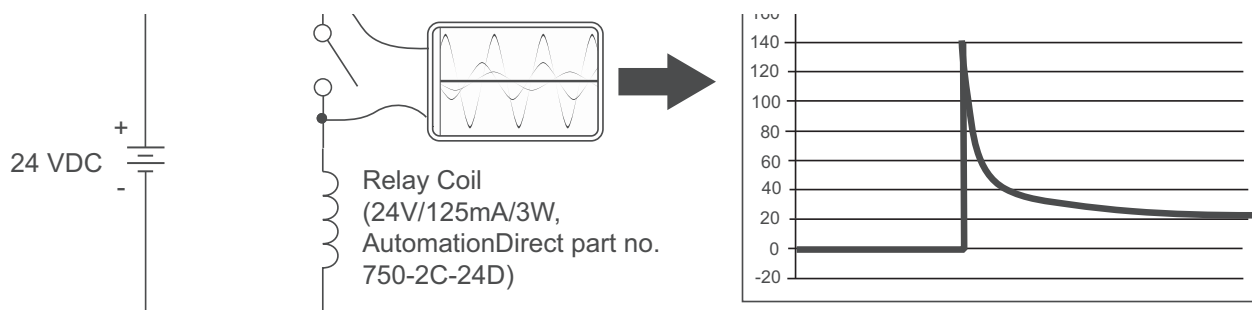 +
24 VDC
-
Relay Coil
(24V/125mA/3W,
AutomationDirect part no.
750-2C-24D)
160
140
120
100
80
60
40
20
0
-20